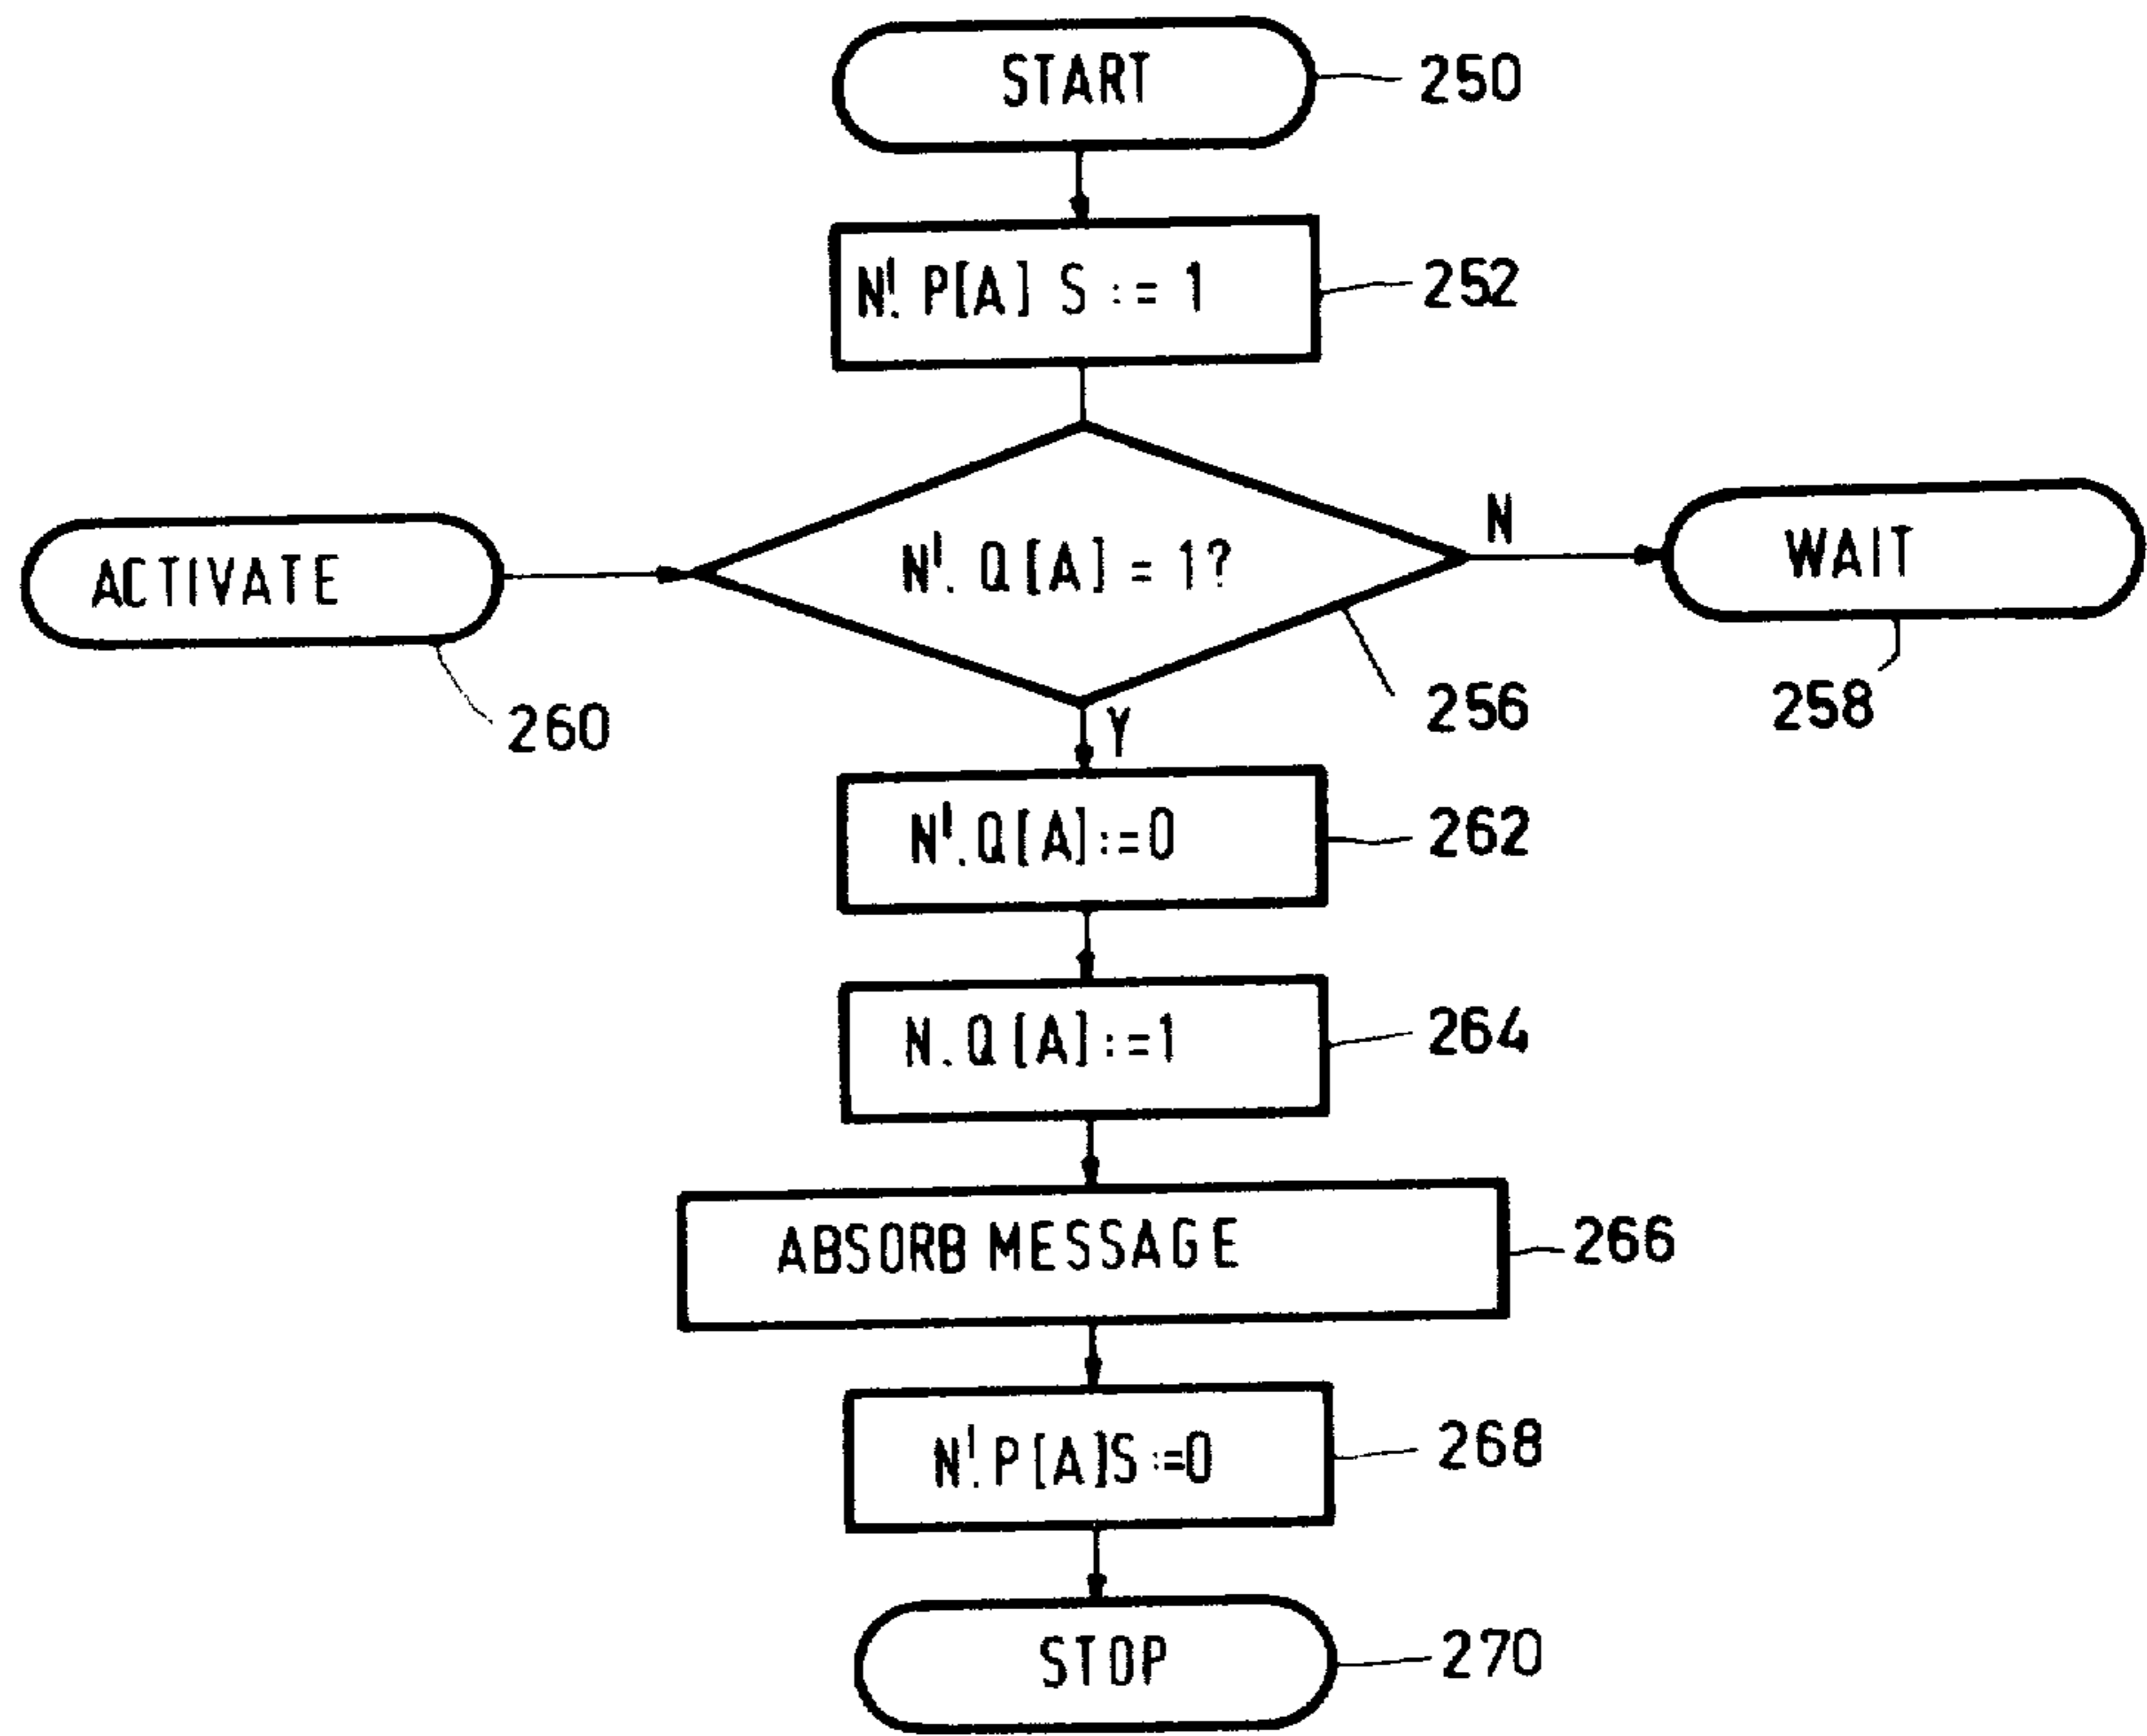 START
250
N'. P[A] S := 1
252
N'. Q[A] = 1?
N
WAIT
ACTIVATE
256
258
260
Y
N'.Q[A]:=0
262
N.Q[A]:=1
264
ABSORB MESSAGE
266
N'.P[A]S:=0
268
STOP
270